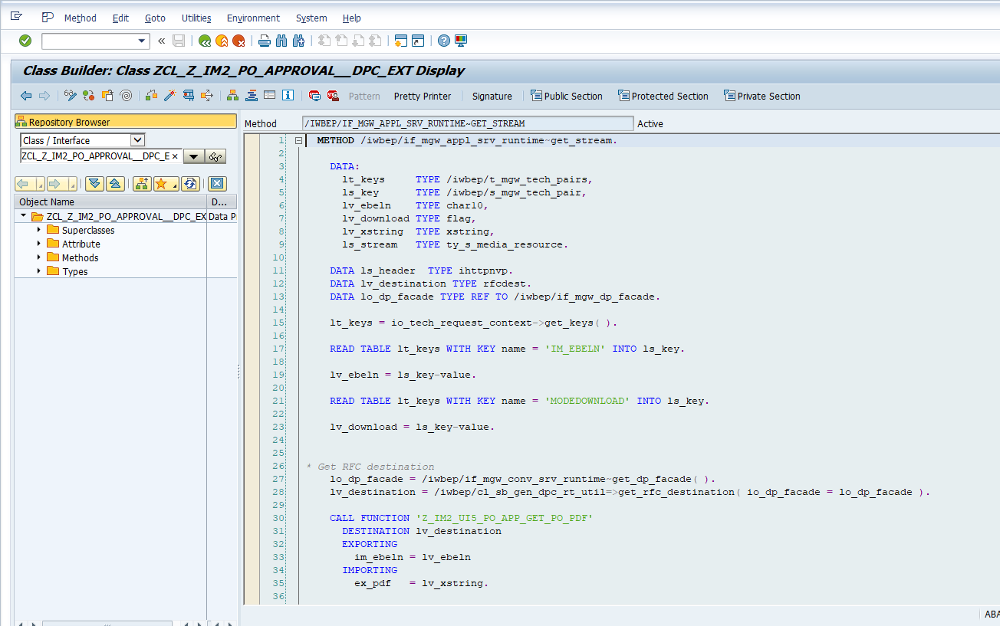 Method Edit Goto Utilities Environment System Help
Class Builder: Class ZCL_Z_IM2_PO_APPROVAL__DPC_EXT Display
Pattern Pretty Printer Signature Public Section Protected Section Private Section
Repository Browser
Class / Interface
ZCL_Z_IM2_PO_APPROVAL__DPC_E
Object Name D...
ZCL_Z_IM2_PO_APPROVAL__DPC_EX Data P
Superclasses
Attribute
Methods
Types
Method /IWBEP/IF_MGW_APPL_SRV_RUNTIME~GET_STREAM Active
1 METHOD /iwbep/if_mgw_appl_srv_runtime~get_stream.
2
3 DATA:
4 lt_keys TYPE /iwbep/t_mgw_tech_pairs,
5 ls_key TYPE /iwbep/s_mgw_tech_pair,
6 lv_ebeln TYPE char10,
7 lv_download TYPE flag,
8 lv_xstring TYPE xstring,
9 ls_stream TYPE ty_s_media_resource.
10
11 DATA ls_header TYPE ihttpnvp.
12 DATA lv_destination TYPE rfcdest.
13 DATA lo_dp_facade TYPE REF TO /iwbep/if_mgw_dp_facade.
14
15 lt_keys = io_tech_request_context->get_keys( ).
16
17 READ TABLE lt_keys WITH KEY name = 'IM_EBELN' INTO ls_key.
18
19 lv_ebeln = ls_key-value.
20
21 READ TABLE lt_keys WITH KEY name = 'MODEDOWNLOAD' INTO ls_key.
22
23 lv_download = ls_key-value.
24
25
26 * Get RFC destination
27 lo_dp_facade = /iwbep/if_mgw_conv_srv_runtime~get_dp_facade( ).
28 lv_destination = /iwbep/cl_sb_gen_dpc_rt_util=>get_rfc_destination( io_dp_facade = lo_dp_facade ).
29
30 CALL FUNCTION 'Z_IM2_UI5_PO_APP_GET_PO_PDF'
31 DESTINATION lv_destination
32 EXPORTING
33 im_ebeln = lv_ebeln
34 IMPORTING
35 ex_pdf = lv_xstring.
36
ABA